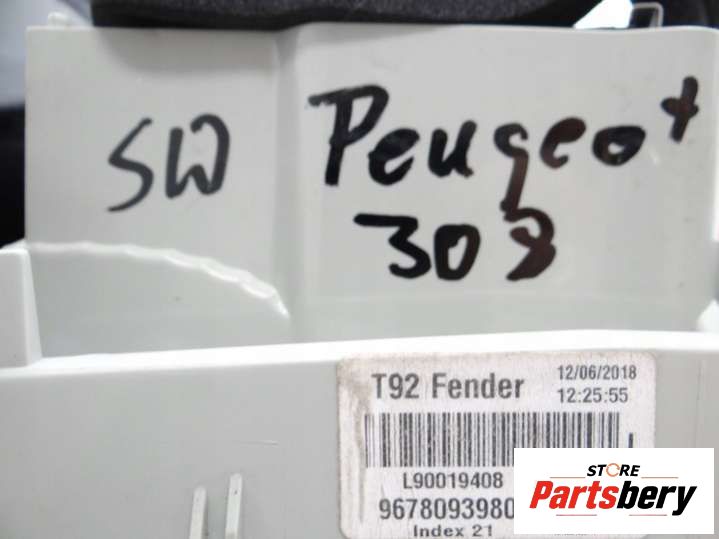 SW Peugeot
308
T92 Fender 12/06/2018
12:25:55
L90019408
9678093980
Index 21
STORE
Partsbery